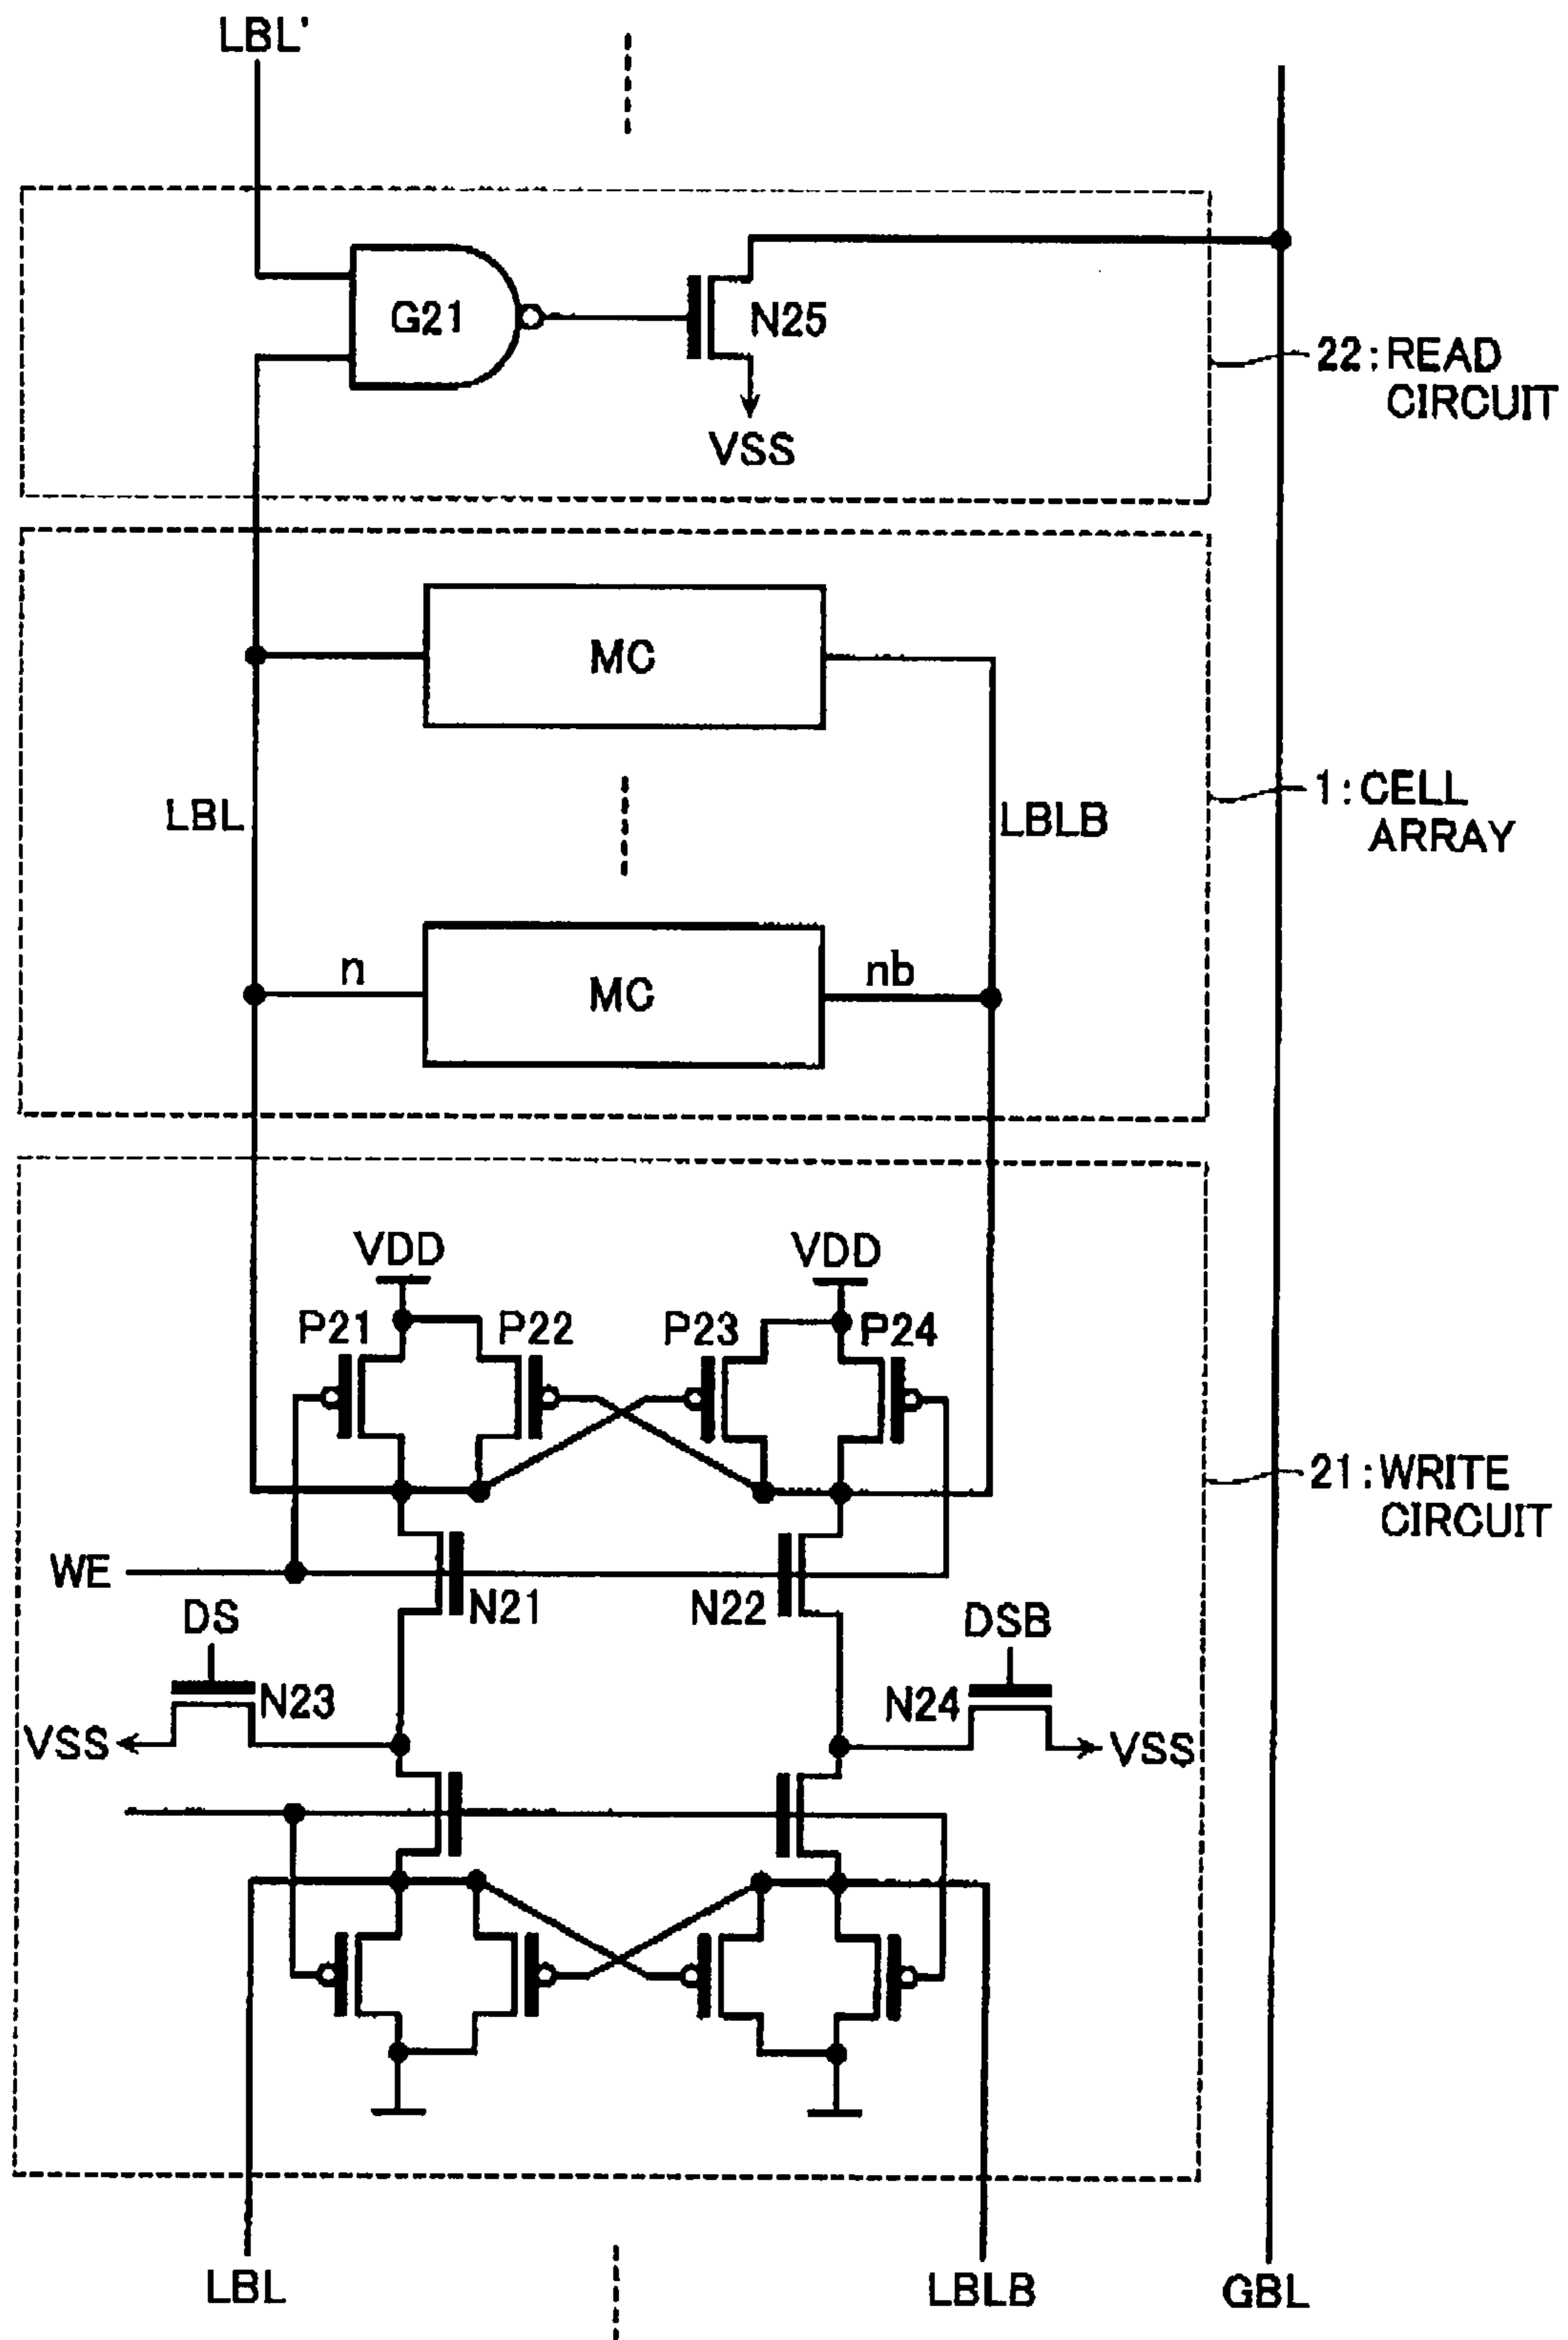 LBL'
G21
N25
VSS
22:READ
CIRCUIT
MC
LBL
LBLB
1:CELL
ARRAY
n
MC
nb
VDD
VDD
P21
P22
P23
P24
21:WRITE
CIRCUIT
WE
N21
N22
DS
DSB
N23
N24
VSS
VSS
LBL
LBLB
GBL